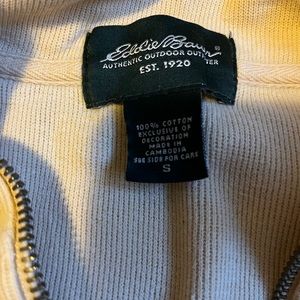 Eddie Bauer®
AUTHENTIC OUTDOOR OUTFITTER
EST. 1920
100% COTTON
EXCLUSIVE OF
DECORATION
MADE IN
CAMBODIA
SEE SIDE FOR CARE
S